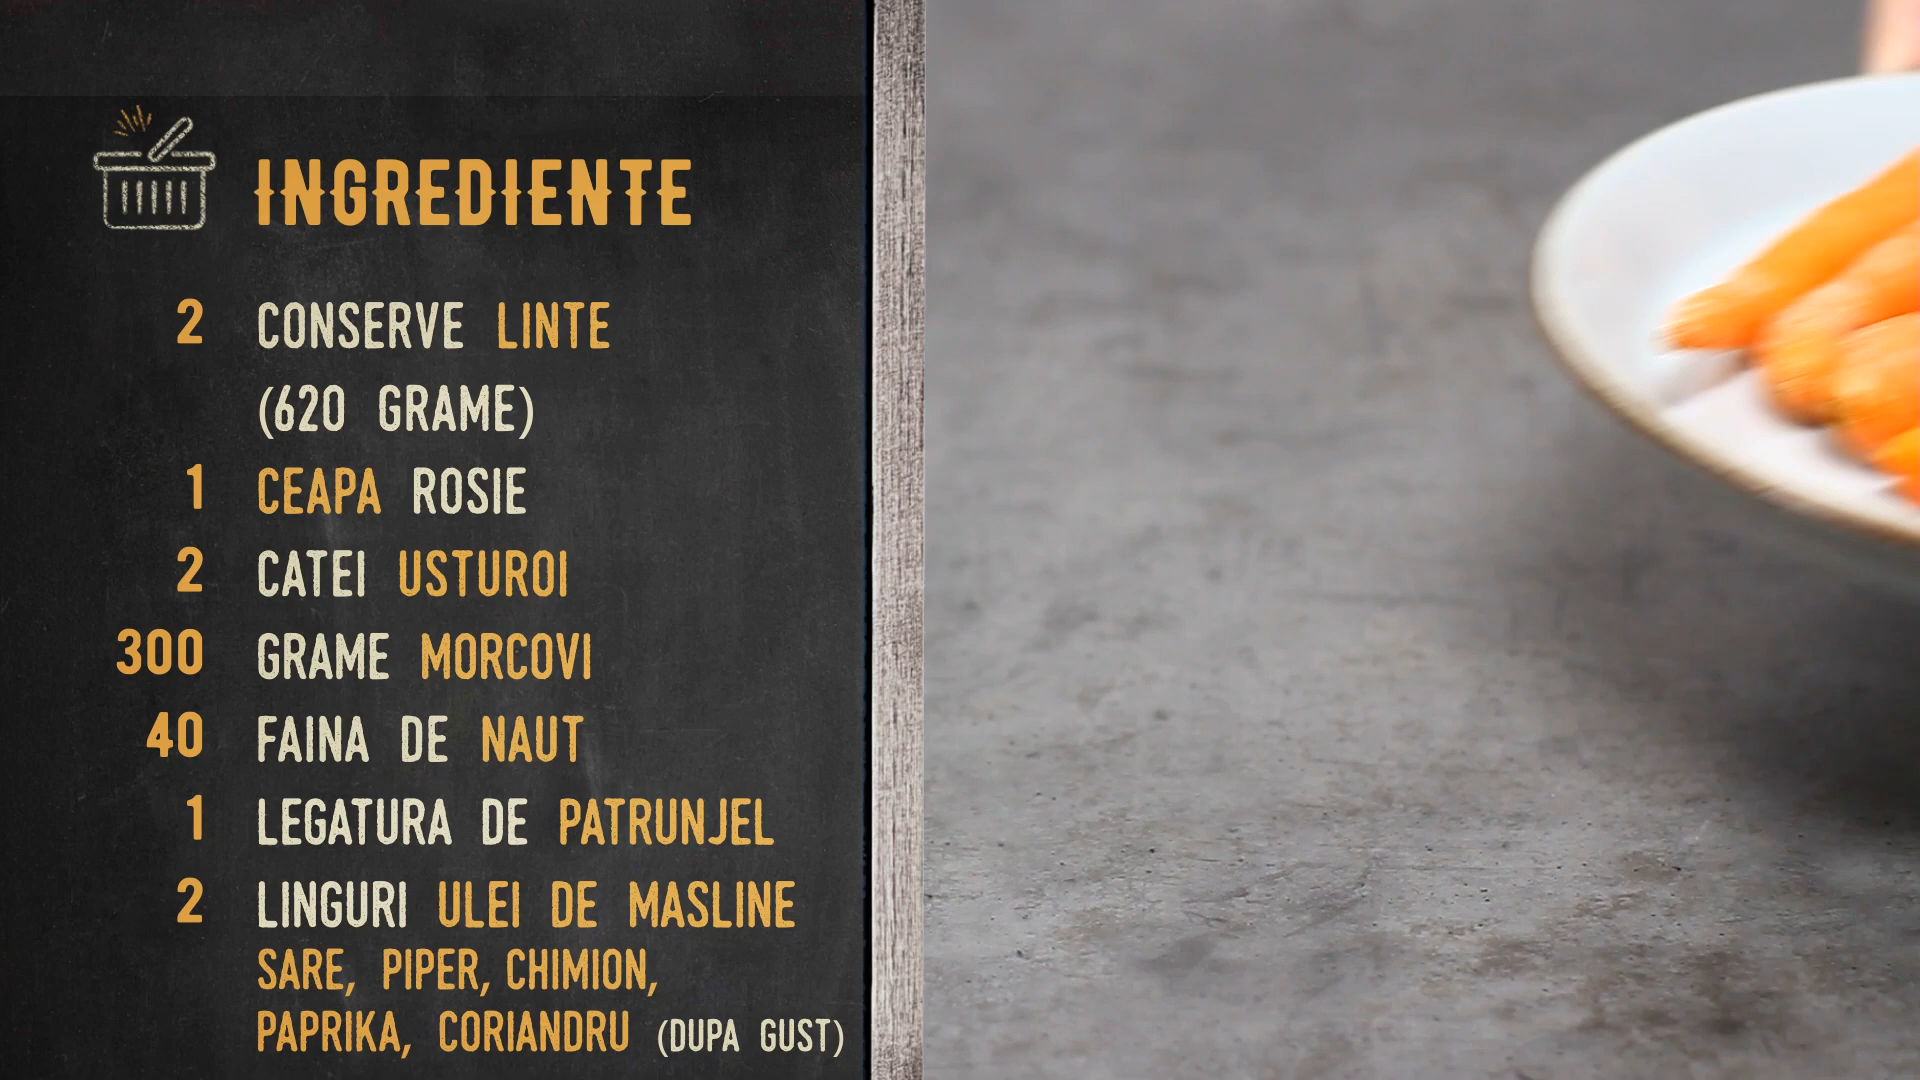 INGREDIENTE
2 CONSERVE LINTE
(620 GRAME)
1 CEAPA ROSIE
2 CATEI USTUROI
300 GRAME MORCOVI
40 FAINA DE NAUT
1 LEGATURA DE PATRUNJEL
2 LINGURI ULEI DE MASLINE
SARE, PIPER, CHIMION,
PAPRIKA, CORIANDRU (DUPA GUST)